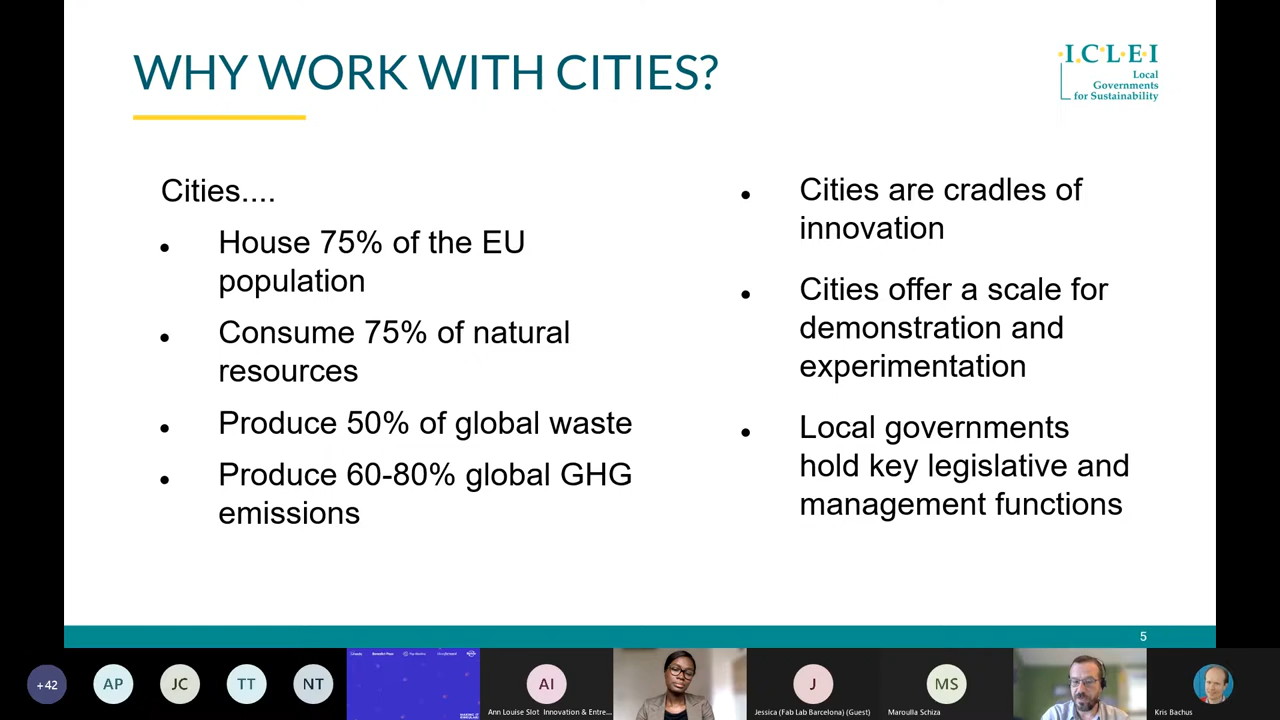 WHY WORK WITH CITIES?
I.C.L.E.I
Local
Governments
for Sustainability
Cities....
House 75% of the EU
population
Consume 75% of natural
resources
Produce 50% of global waste
Produce 60-80% global GHG
emissions
Cities are cradles of
innovation
Cities offer a scale for
demonstration and
experimentation
Local governments
hold key legislative and
management functions
5
+42
AP
JC
TT
NT
AI
Ann Louise Slot Innovation & Entre...
J
Jessica (Fab Lab Barcelona) (Guest)
MS
Maroulla Schiza
Kris Bachus